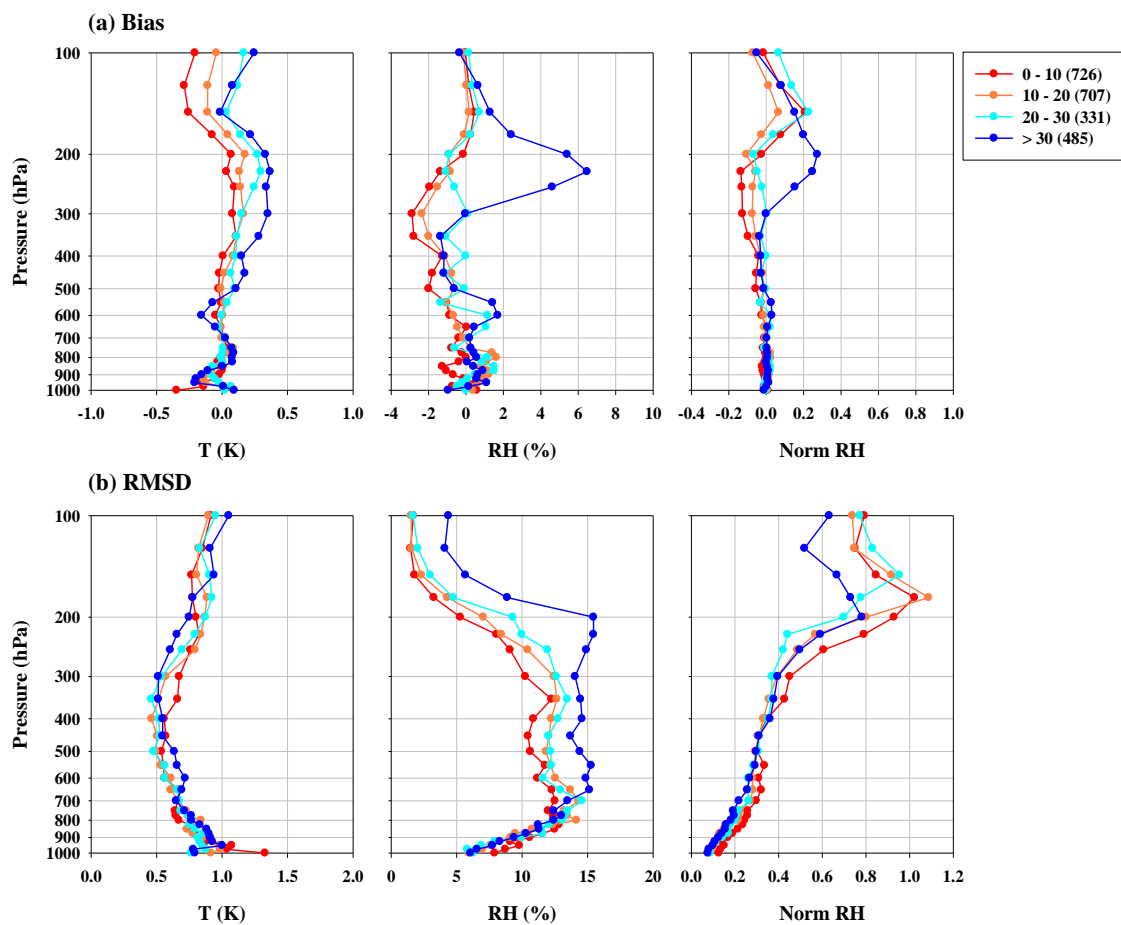 (a) Bias
100
200
300
400
500
600
700
800
900
1000
Pressure (hPa)
-1.0 -0.5 0.0 0.5 1.0
T (K)
-4 -2 0 2 4 6 8 10
RH (%)
-0.4 -0.2 0.0 0.2 0.4 0.6 0.8 1.0
Norm RH
0 - 10 (726)
10 - 20 (707)
20 - 30 (331)
> 30 (485)
(b) RMSD
100
200
300
400
500
600
700
800
900
1000
Pressure (hPa)
0.0 0.5 1.0 1.5 2.0
T (K)
0 5 10 15 20
RH (%)
0.0 0.2 0.4 0.6 0.8 1.0 1.2
Norm RH